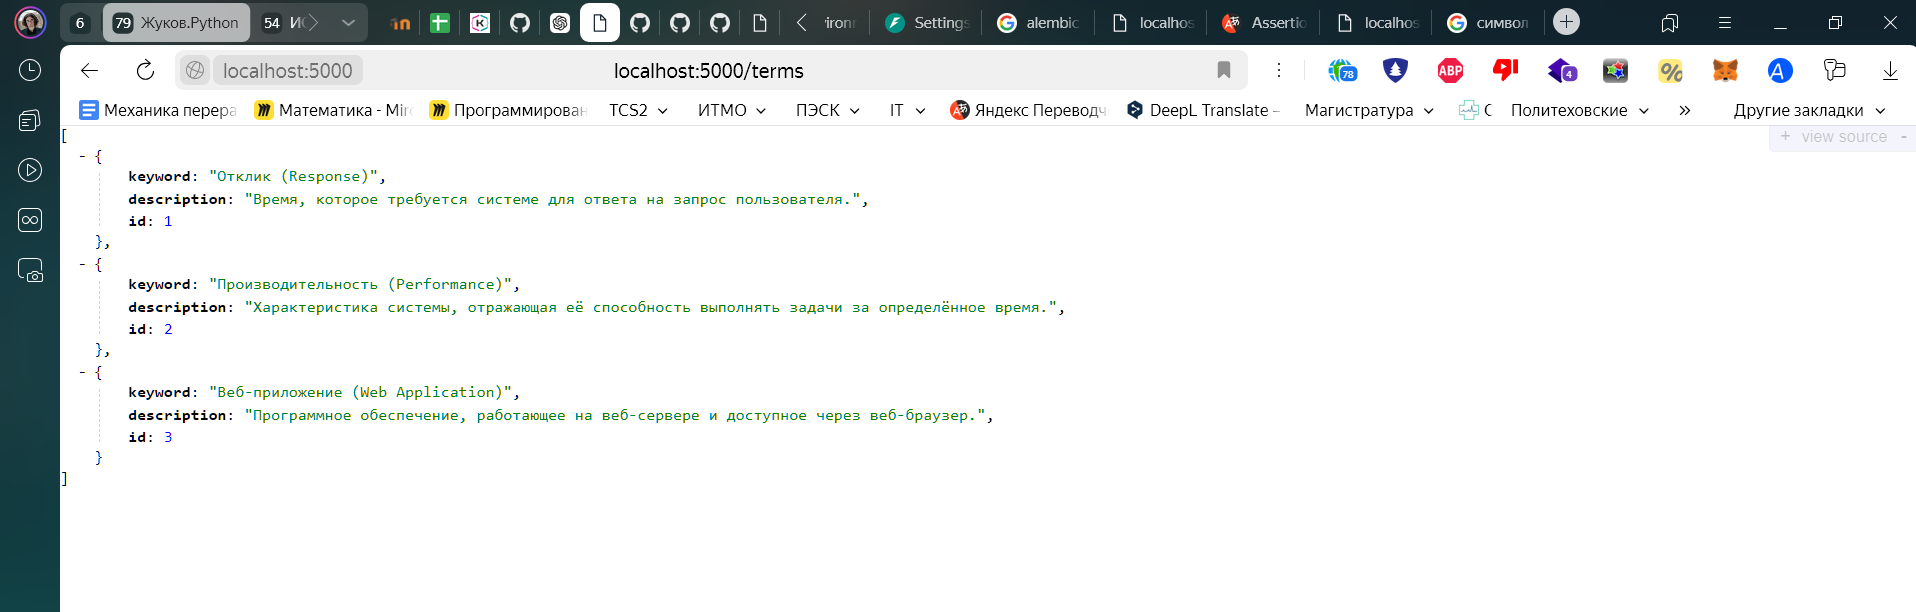 6 79 Жуков.Python 54 Settings alembic localhos Assertio localhos символ
localhost:5000 localhost:5000/terms 78 ABP 4
Механика перера Математика - Mir Программирован TCS2 ИТМО ПЭСК IT Яндекс Переводч DeepL Translate – Магистратура С Политеховские » Другие закладки
[ + view source -
- {
keyword: "Отклик (Response)",
description: "Время, которое требуется системе для ответа на запрос пользователя.",
id: 1
},
- {
keyword: "Производительность (Performance)",
description: "Характеристика системы, отражающая её способность выполнять задачи за определённое время.",
id: 2
},
- {
keyword: "Веб-приложение (Web Application)",
description: "Программное обеспечение, работающее на веб-сервере и доступное через веб-браузер.",
id: 3
}
]